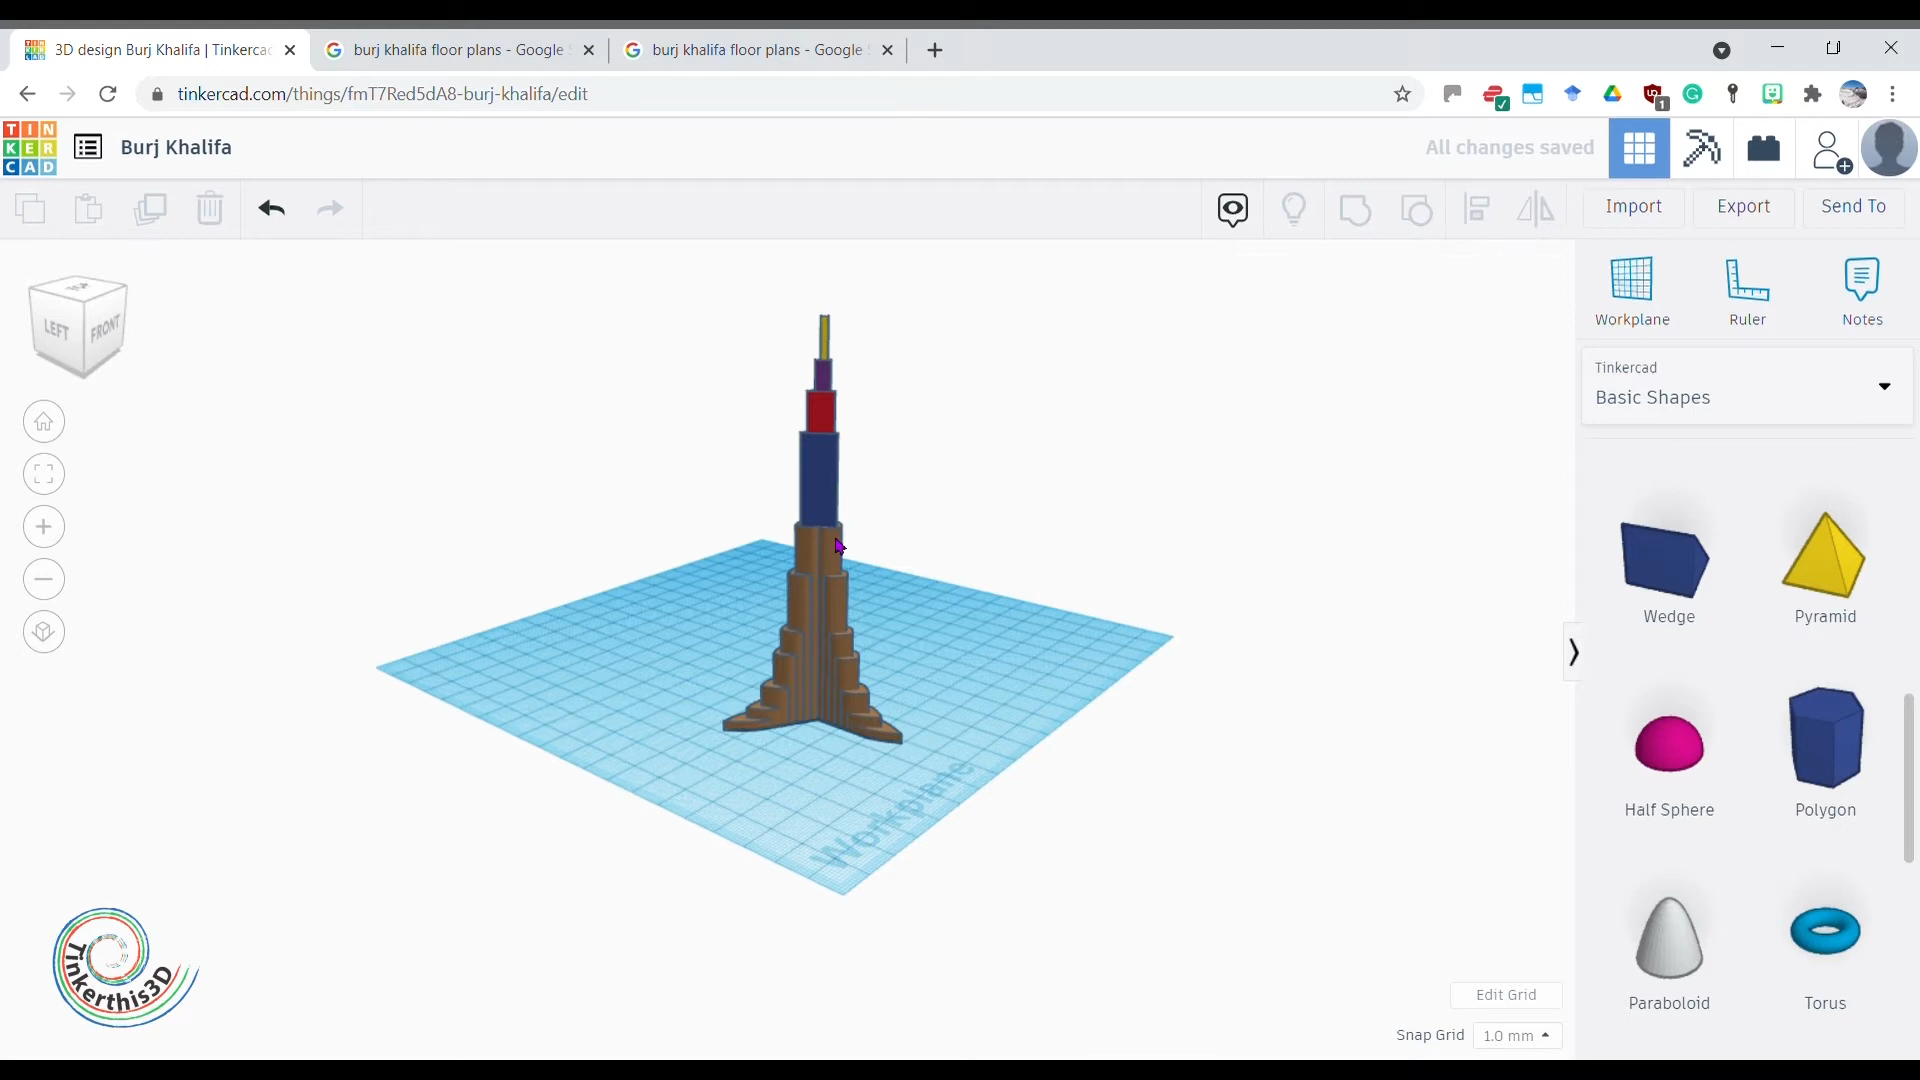 3D design Burj Khalifa | Tinkerca
burj khalifa floor plans - Google S
burj khalifa floor plans - Google S
tinkercad.com/things/fmT7Red5dA8-burj-khalifa/edit
1
TIN
KER
CAD
Burj Khalifa
All changes saved
Import
Export
Send To
LEFT
FRONT
Workplane
Ruler
Notes
Tinkercad
Basic Shapes
Wedge
Pyramid
Half Sphere
Polygon
Paraboloid
Torus
Workplane
Tinkerthis3D
Edit Grid
Snap Grid 1.0 mm